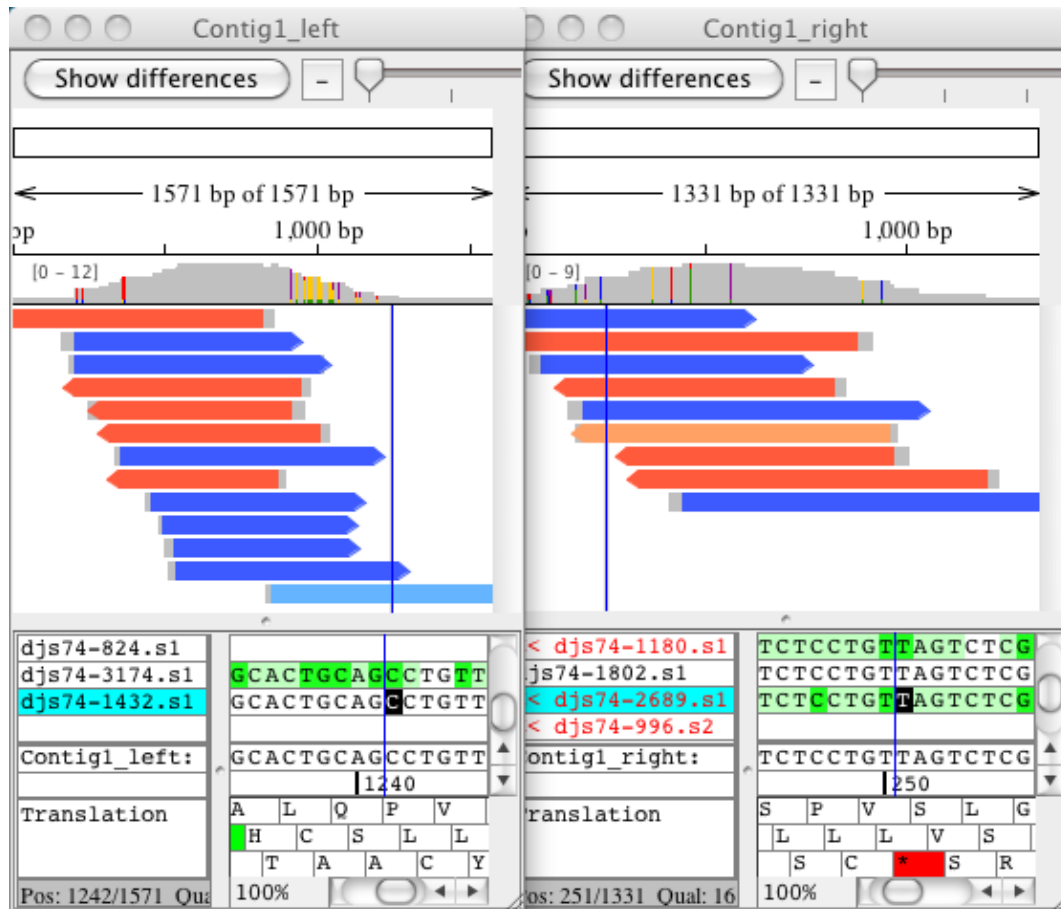 Contig1_left
Show differences
-
1571 bp of 1571 bp
bp
1,000 bp
[0 - 12]
djs74-824.s1
djs74-3174.s1
GCACTGCAGCCTGTT
djs74-1432.s1
GCACTGCAGCCTGTT
Contig1_left:
GCACTGCAGCCTGTT
1240
Translation
A L Q P V
H C S L L
T A A C Y
Pos: 1242/1571 Qua
100%
Contig1_right
Show differences
-
1331 bp of 1331 bp
1,000 bp
[0 - 9]
< djs74-1180.s1
TCTCCTGTTAGTCTCG
js74-1802.s1
TCTCCTGTTAGTCTCG
< djs74-2689.s1
TCTCCTGTTAGTCTCG
< djs74-996.s2
ontig1_right:
TCTCCTGTTAGTCTCG
250
ranslation
S P V S L G
L L L V S
S C * S R
os: 251/1331 Qual: 16
100%